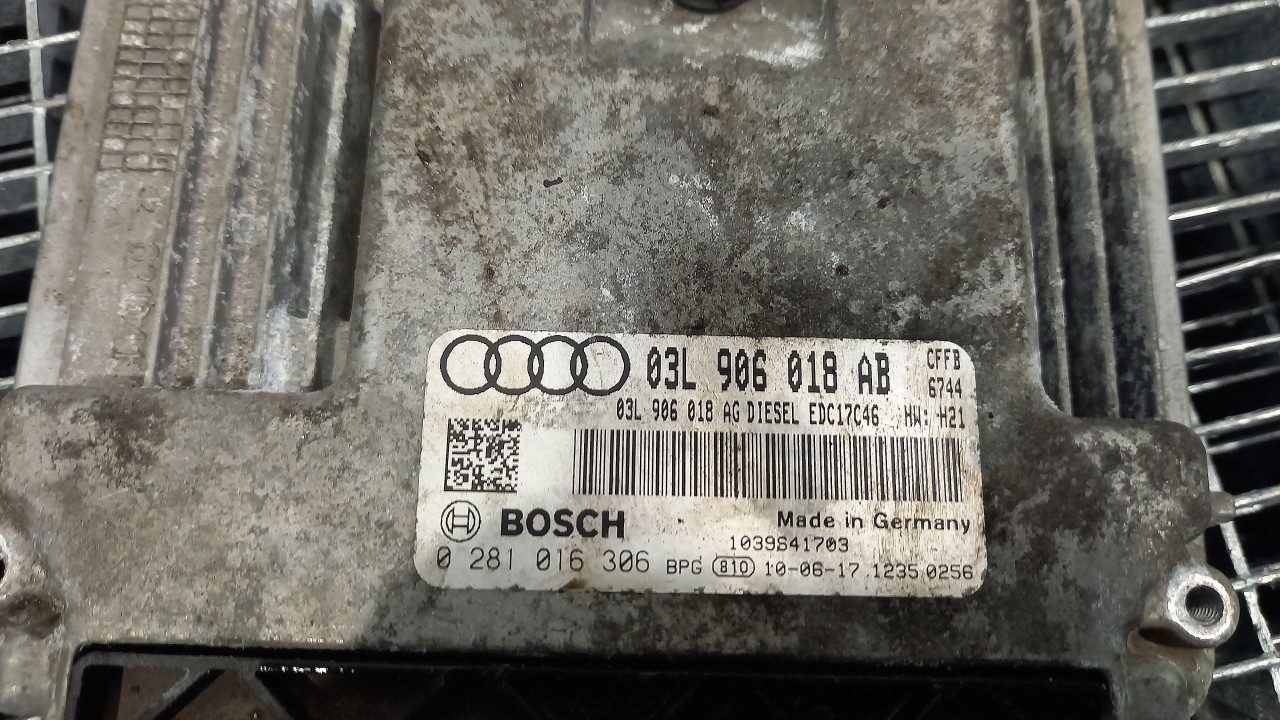 03L 906 018 AB
CFFB
6744
03L 906 018 AG DIESEL EDC17C46 HW: H21
BOSCH
Made in Germany
1039S41703
0 281 016 306 BPG 810 10-06-17.1235 0256